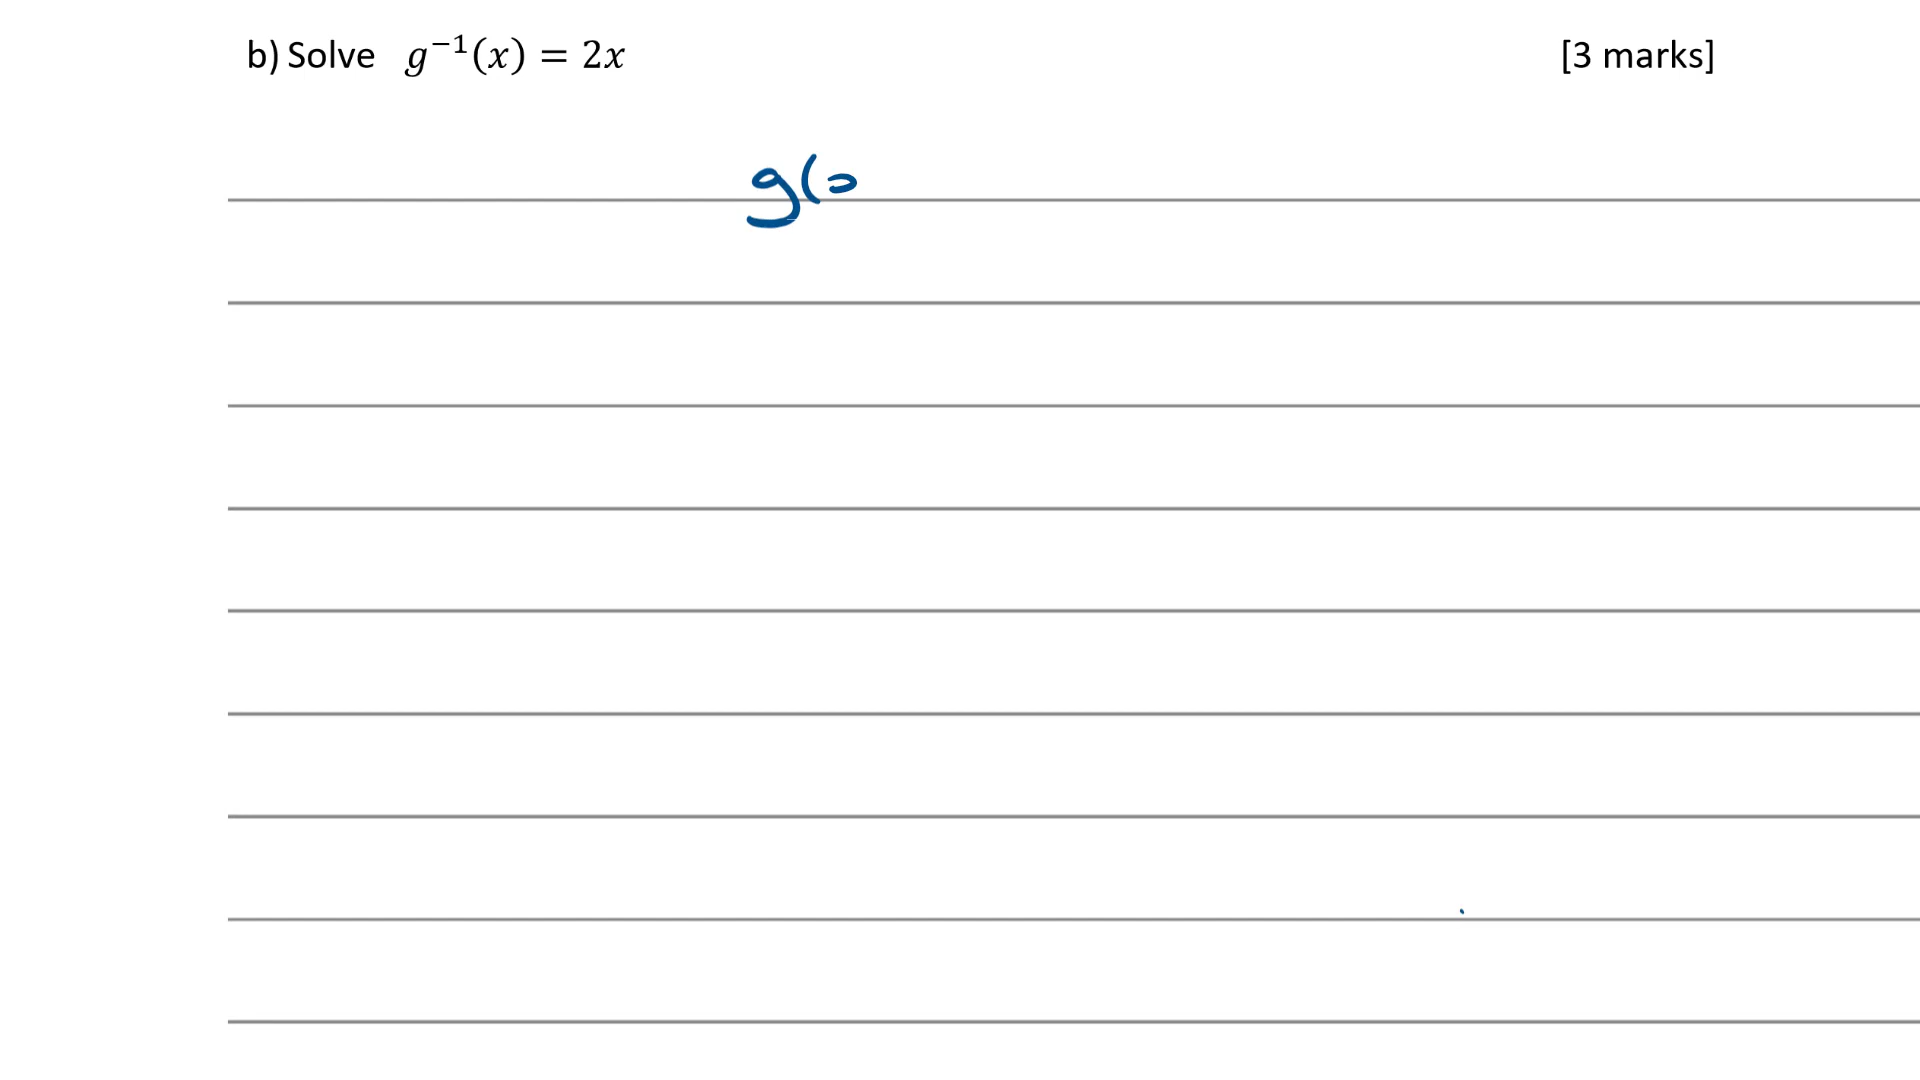 b) Solve g⁻¹(x) = 2x [3 marks]
g(